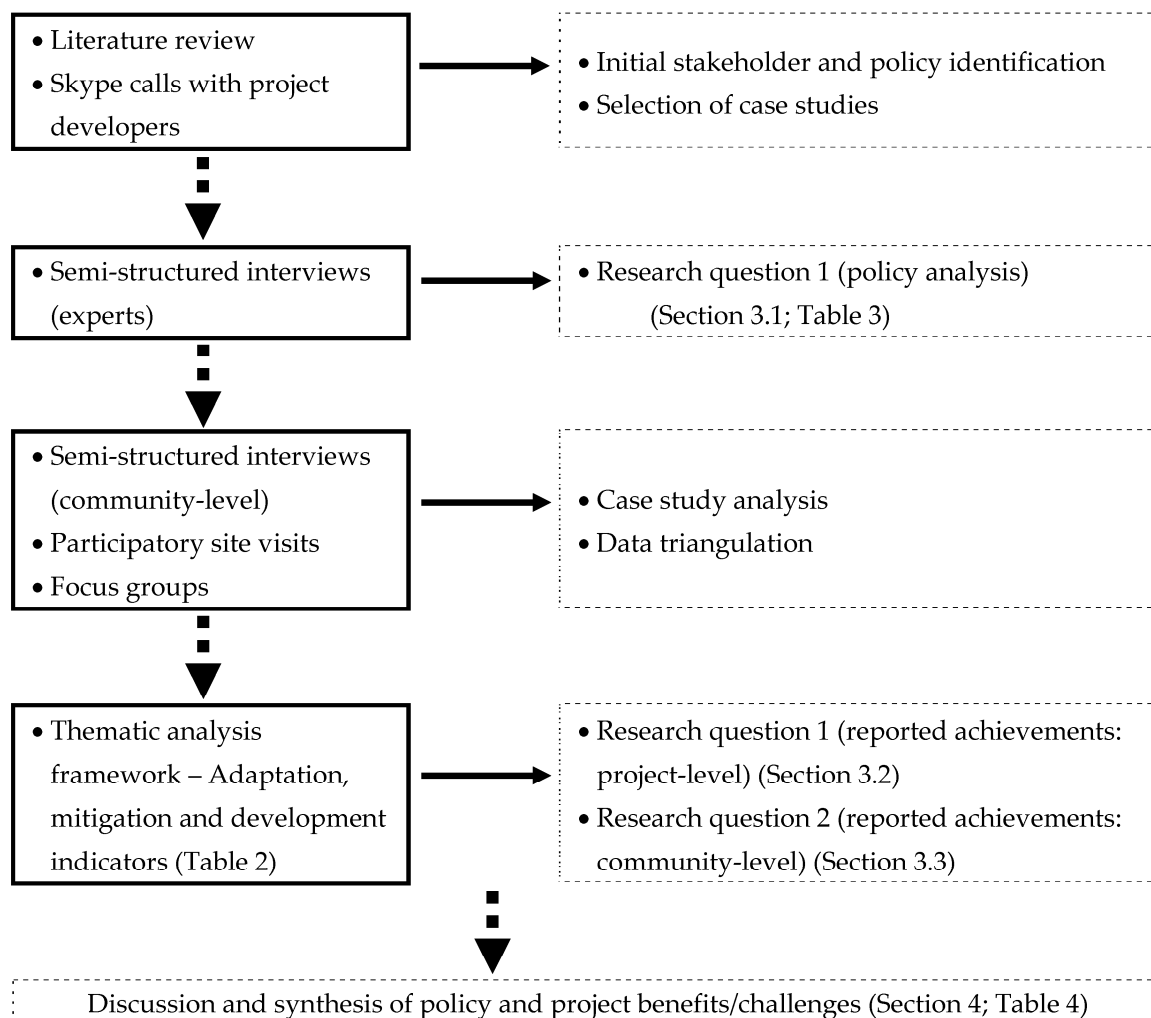 • Literature review
• Skype calls with project
developers
• Initial stakeholder and policy identification
• Selection of case studies
• Semi-structured interviews
(experts)
• Research question 1 (policy analysis)
(Section 3.1; Table 3)
• Semi-structured interviews
(community-level)
• Participatory site visits
• Focus groups
• Case study analysis
• Data triangulation
• Thematic analysis
framework – Adaptation,
mitigation and development
indicators (Table 2)
• Research question 1 (reported achievements:
project-level) (Section 3.2)
• Research question 2 (reported achievements:
community-level) (Section 3.3)
Discussion and synthesis of policy and project benefits/challenges (Section 4; Table 4)